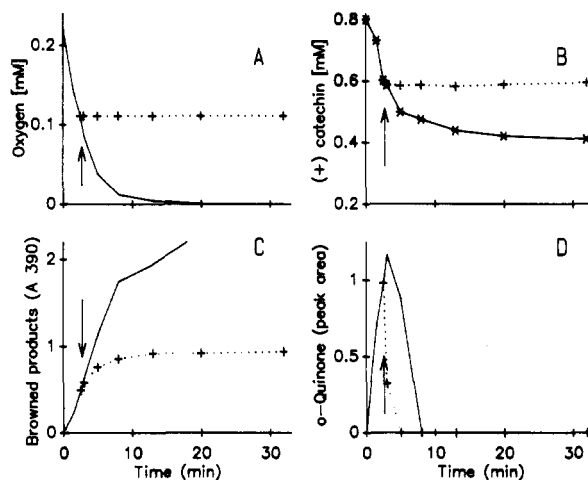 A
Oxygen [mM]
0.2
0.1
0
B
(+) catechin [mM]
0.8
0.6
0.4
0.2
C
Browned products (A 390)
2
1
0
0 10 20 30
Time (min)
D
o-Quinone (peak area)
1
0.5
0
0 10 20 30
Time (min)